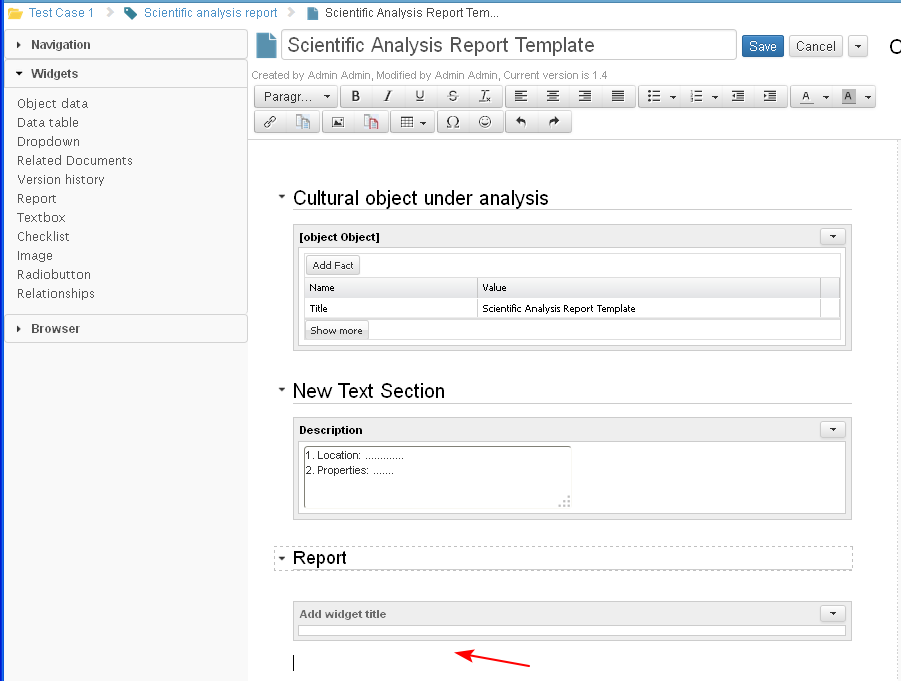 Test Case 1 Scientific analysis report Scientific Analysis Report Tem...
Navigation
Widgets
Object data
Data table
Dropdown
Related Documents
Version history
Report
Textbox
Checklist
Image
Radiobutton
Relationships
Browser
Scientific Analysis Report Template Save Cancel
Created by Admin Admin, Modified by Admin Admin, Current version is 1.4
Paragr... B I U S Tx A A
Ω
Cultural object under analysis
[object Object]
Add Fact
Name Value
Title Scientific Analysis Report Template
Show more
New Text Section
Description
1. Location: .............
2. Properties: .......
Report
Add widget title